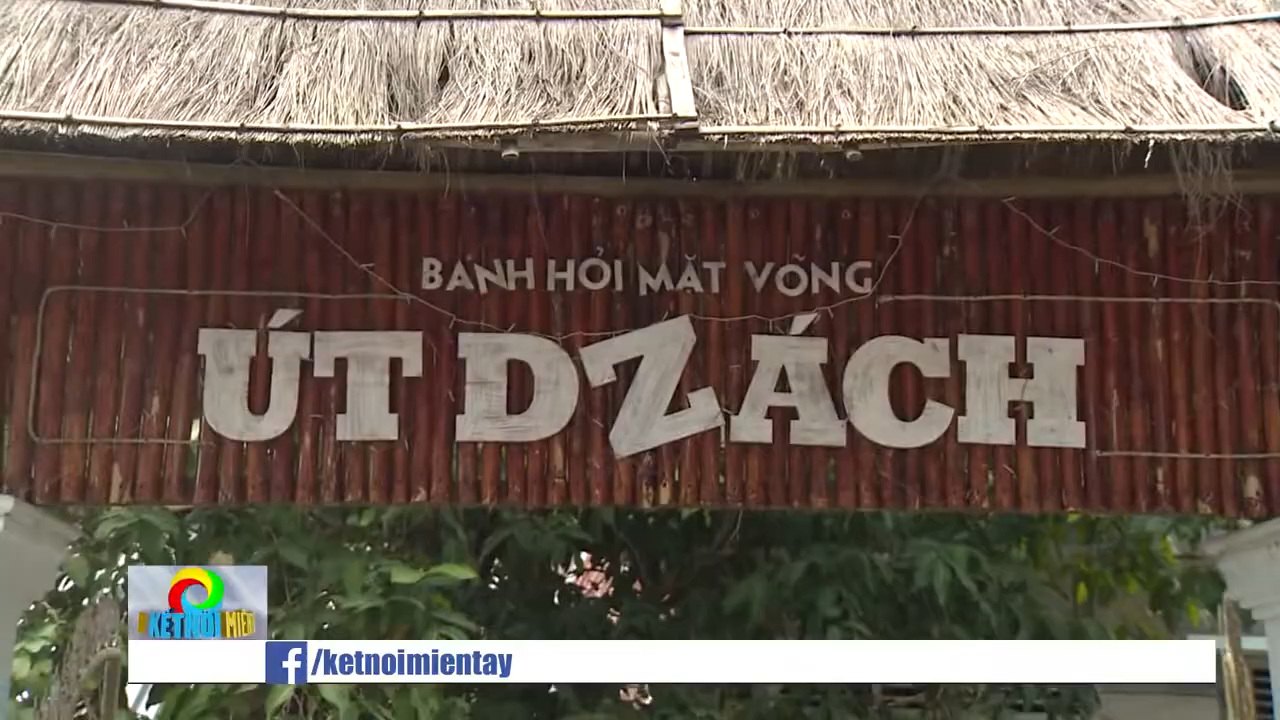 BÁNH HỎI MẶT VÕNG
ÚT DZÁCH
KẾT NỐI MIỀN
/ketnoimientay